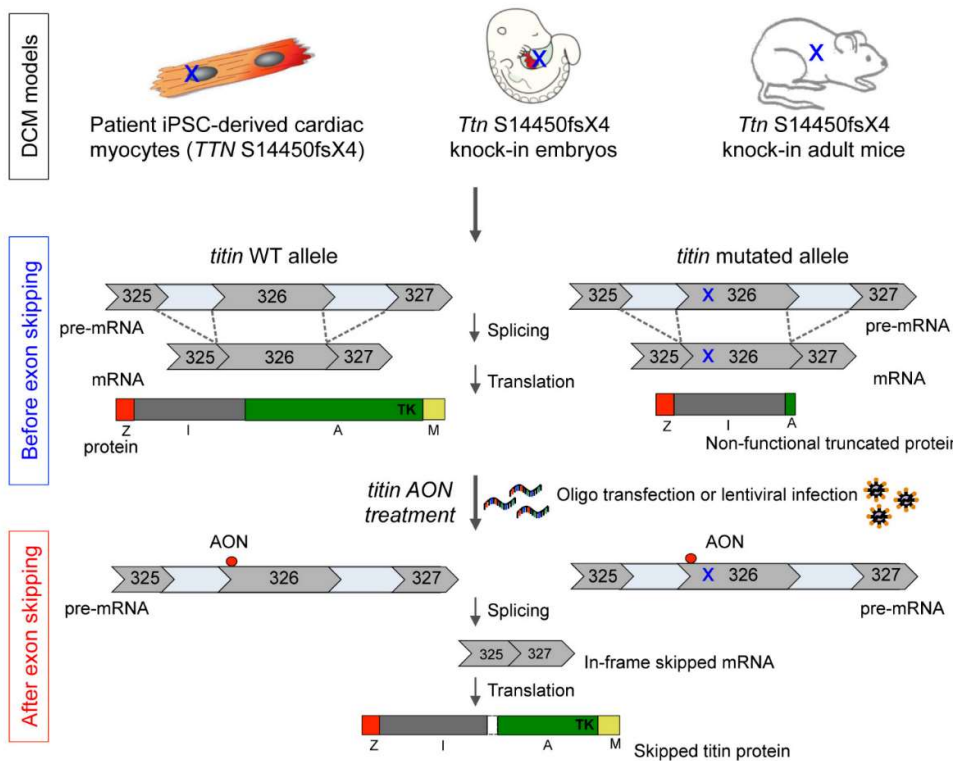 DCM models
X
X
X
Patient iPSC-derived cardiac
myocytes (TTN S14450fsX4)
Ttn S14450fsX4
knock-in embryos
Ttn S14450fsX4
knock-in adult mice
Before exon skipping
titin WT allele
titin mutated allele
325 326 327
325 X 326 327
pre-mRNA
Splicing
pre-mRNA
325 326 327
325 X 326 327
mRNA
mRNA
Translation
TK
Z I A M
protein
Z I A
Non-functional truncated protein
titin AON
treatment
Oligo transfection or lentiviral infection
After exon skipping
AON
AON
325 326 327
325 X 326 327
pre-mRNA
pre-mRNA
Splicing
325 327
In-frame skipped mRNA
Translation
TK
Z I A M
Skipped titin protein